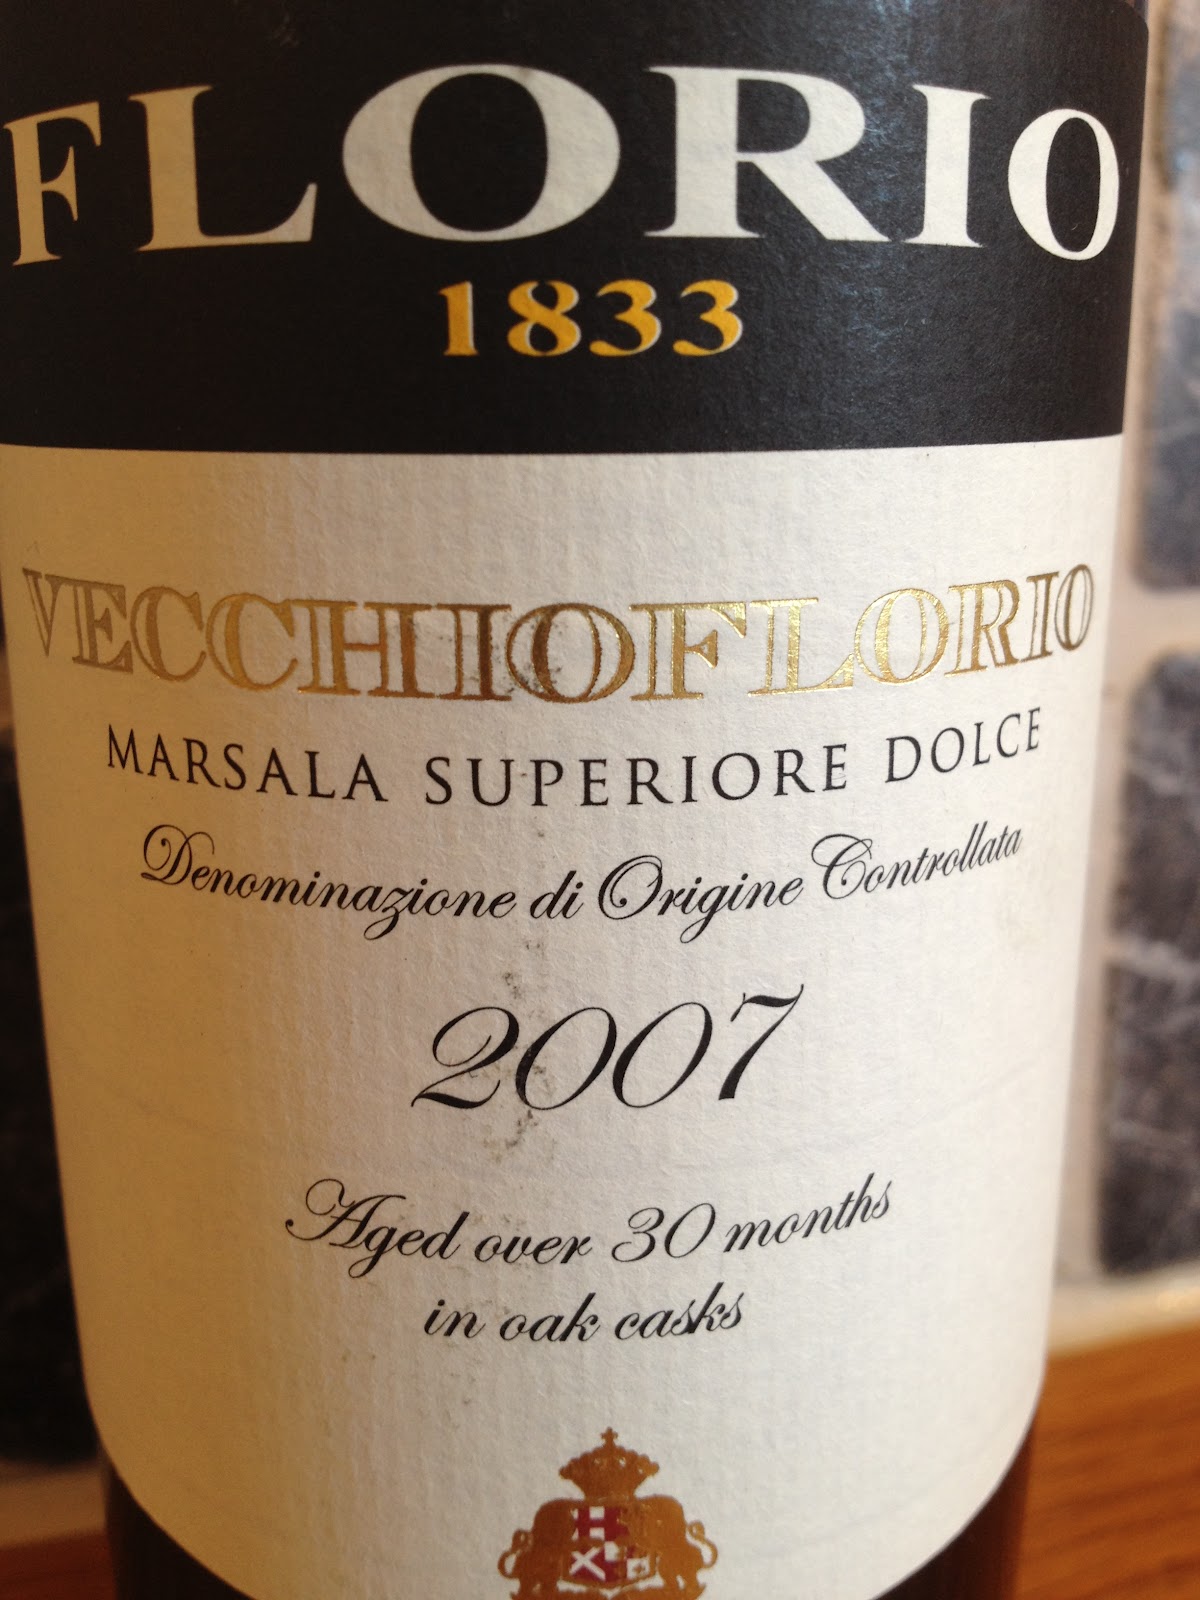 FLORIO
1833
VECCHIOFLORIO
MARSALA SUPERIORE DOLCE
Denominazione di Origine Controllata
2007
Aged over 30 months
in oak casks